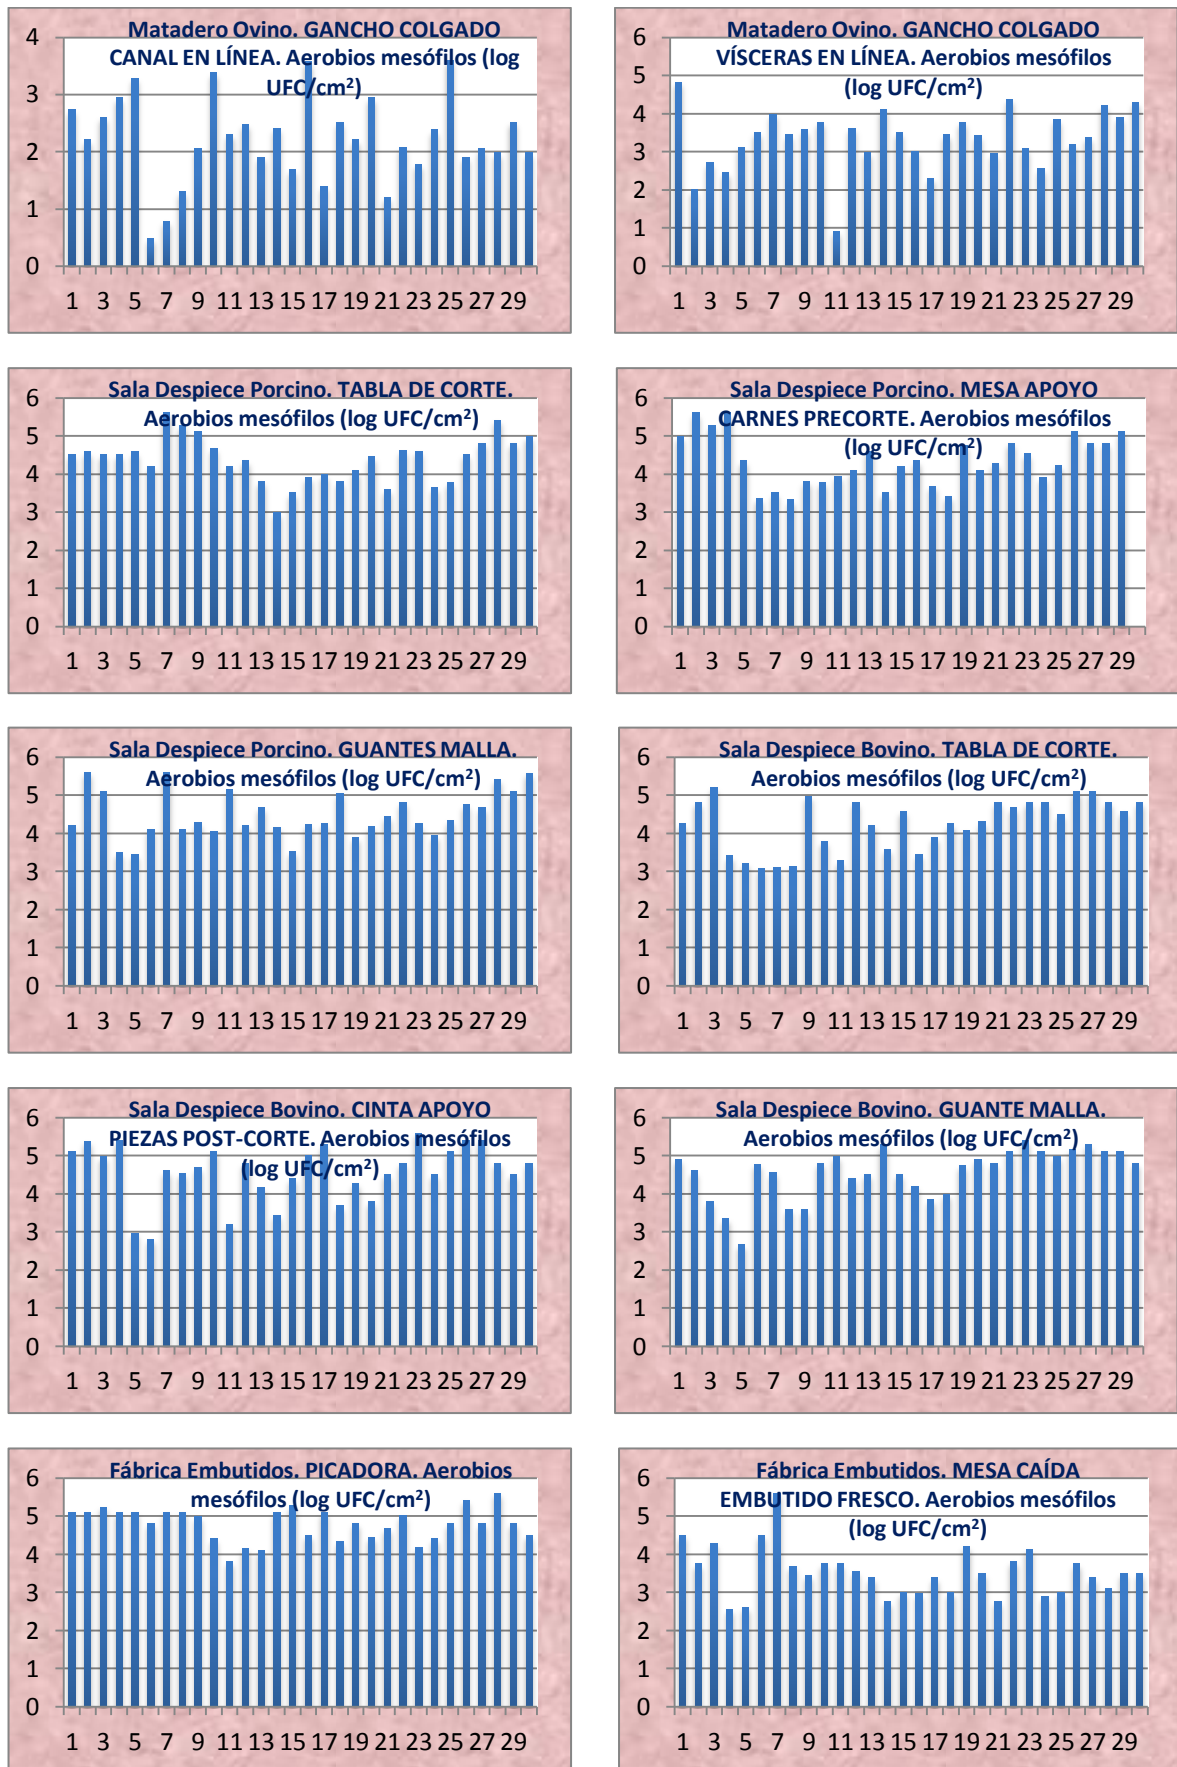 Matadero Ovino. GANCHO COLGADO
CANAL EN LÍNEA. Aerobios mesófilos (log
UFC/cm²)
4
3
2
1
0
1 3 5 7 9 11 13 15 17 19 21 23 25 27 29
Matadero Ovino. GANCHO COLGADO
VÍSCERAS EN LÍNEA. Aerobios mesófilos
(log UFC/cm²)
6
5
4
3
2
1
0
1 3 5 7 9 11 13 15 17 19 21 23 25 27 29
Sala Despiece Porcino. TABLA DE CORTE.
Aerobios mesófilos (log UFC/cm²)
6
5
4
3
2
1
0
1 3 5 7 9 11 13 15 17 19 21 23 25 27 29
Sala Despiece Porcino. MESA APOYO
CARNES PRECORTE. Aerobios mesófilos
(log UFC/cm²)
6
5
4
3
2
1
0
1 3 5 7 9 11 13 15 17 19 21 23 25 27 29
Sala Despiece Porcino. GUANTES MALLA.
Aerobios mesófilos (log UFC/cm²)
6
5
4
3
2
1
0
1 3 5 7 9 11 13 15 17 19 21 23 25 27 29
Sala Despiece Bovino. TABLA DE CORTE.
Aerobios mesófilos (log UFC/cm²)
6
5
4
3
2
1
0
1 3 5 7 9 11 13 15 17 19 21 23 25 27 29
Sala Despiece Bovino. CINTA APOYO
PIEZAS POST-CORTE. Aerobios mesófilos
(log UFC/cm²)
6
5
4
3
2
1
0
1 3 5 7 9 11 13 15 17 19 21 23 25 27 29
Sala Despiece Bovino. GUANTE MALLA.
Aerobios mesófilos (log UFC/cm²)
6
5
4
3
2
1
0
1 3 5 7 9 11 13 15 17 19 21 23 25 27 29
Fábrica Embutidos. PICADORA. Aerobios
mesófilos (log UFC/cm²)
6
5
4
3
2
1
0
1 3 5 7 9 11 13 15 17 19 21 23 25 27 29
Fábrica Embutidos. MESA CAÍDA
EMBUTIDO FRESCO. Aerobios mesófilos
(log UFC/cm²)
6
5
4
3
2
1
0
1 3 5 7 9 11 13 15 17 19 21 23 25 27 29